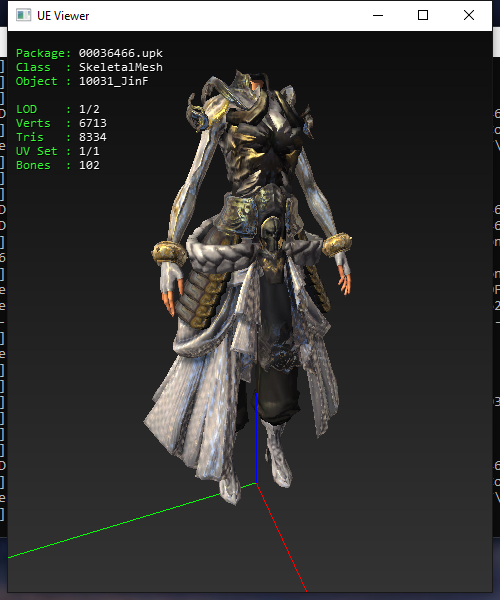 UE Viewer
Package: 00036466.upk
Class : SkeletalMesh
Object : 10031_JinF
LOD : 1/2
Verts : 6713
Tris : 8334
UV Set : 1/1
Bones : 102